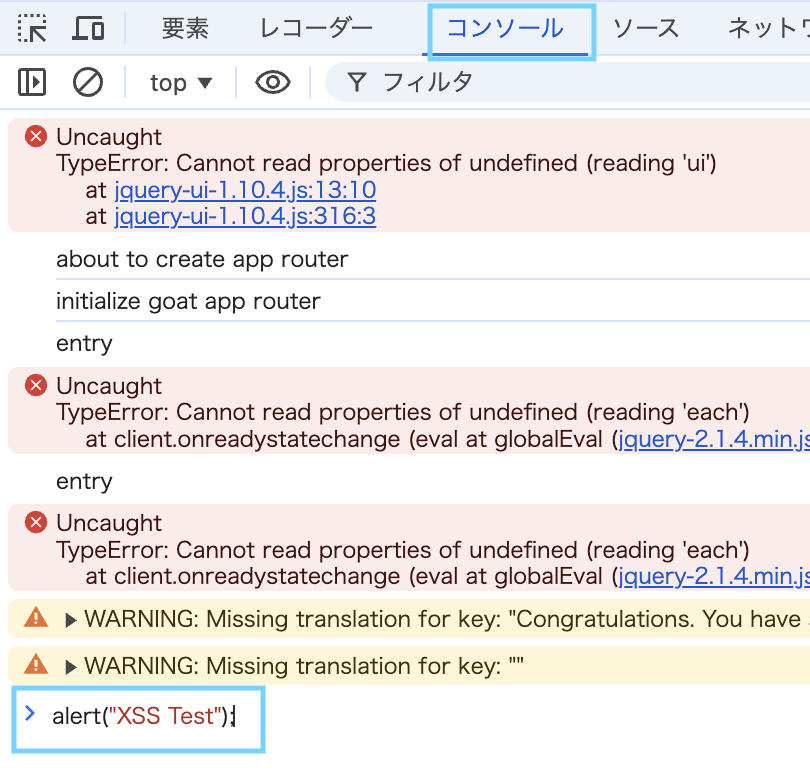 要素 レコーダー コンソール ソース ネットワ
top ▼ フィルタ
Uncaught
TypeError: Cannot read properties of undefined (reading 'ui')
at jquery-ui-1.10.4.js:13:10
at jquery-ui-1.10.4.js:316:3
about to create app router
initialize goat app router
entry
Uncaught
TypeError: Cannot read properties of undefined (reading 'each')
at client.onreadystatechange (eval at globalEval (jquery-2.1.4.min.js
entry
Uncaught
TypeError: Cannot read properties of undefined (reading 'each')
at client.onreadystatechange (eval at globalEval (jquery-2.1.4.min.js
▶ WARNING: Missing translation for key: "Congratulations. You have
▶ WARNING: Missing translation for key: ""
> alert("XSS Test");